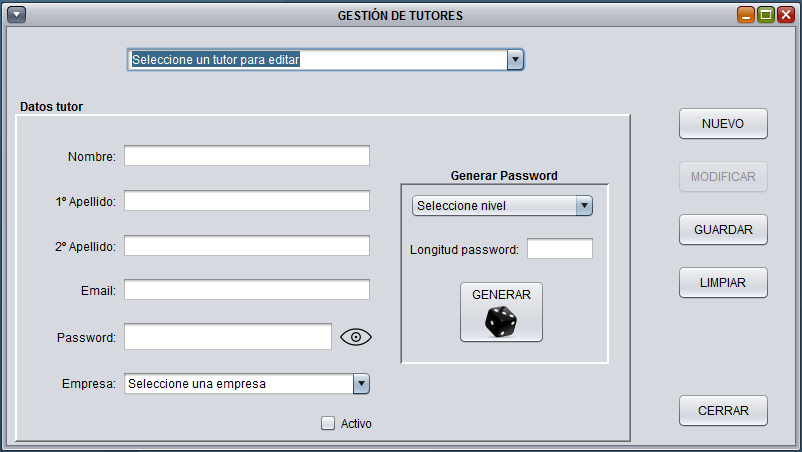 GESTIÓN DE TUTORES
Seleccione un tutor para editar
Datos tutor
Nombre:
1º Apellido:
2º Apellido:
Email:
Password:
Empresa: Seleccione una empresa
Activo
Generar Password
Seleccione nivel
Longitud password:
GENERAR
NUEVO
MODIFICAR
GUARDAR
LIMPIAR
CERRAR